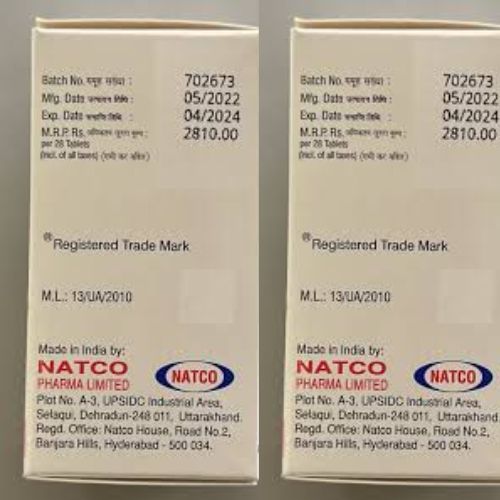 Batch No. : 702673
Mfg. Date : 05/2022
Exp. Date : 04/2024
M.R.P. Rs. : 2810.00
per 28 Tablets
(incl. of all taxes)
® Registered Trade Mark
M.L.: 13/UA/2010
Made in India by:
NATCO
PHARMA LIMITED
NATCO
Plot No. A-3, UPSIDC Industrial Area,
Selaqui, Dehradun-248 011, Uttarakhand.
Regd. Office: Natco House, Road No.2,
Banjara Hills, Hyderabad - 500 034.
Batch No. : 702673
Mfg. Date : 05/2022
Exp. Date : 04/2024
M.R.P. Rs. : 2810.00
per 28 Tablets
(incl. of all taxes)
® Registered Trade Mark
M.L.: 13/UA/2010
Made in India by:
NATCO
PHARMA LIMITED
NATCO
Plot No. A-3, UPSIDC Industrial Area,
Selaqui, Dehradun-248 011, Uttarakhand.
Regd. Office: Natco House, Road No.2,
Banjara Hills, Hyderabad - 500 034.